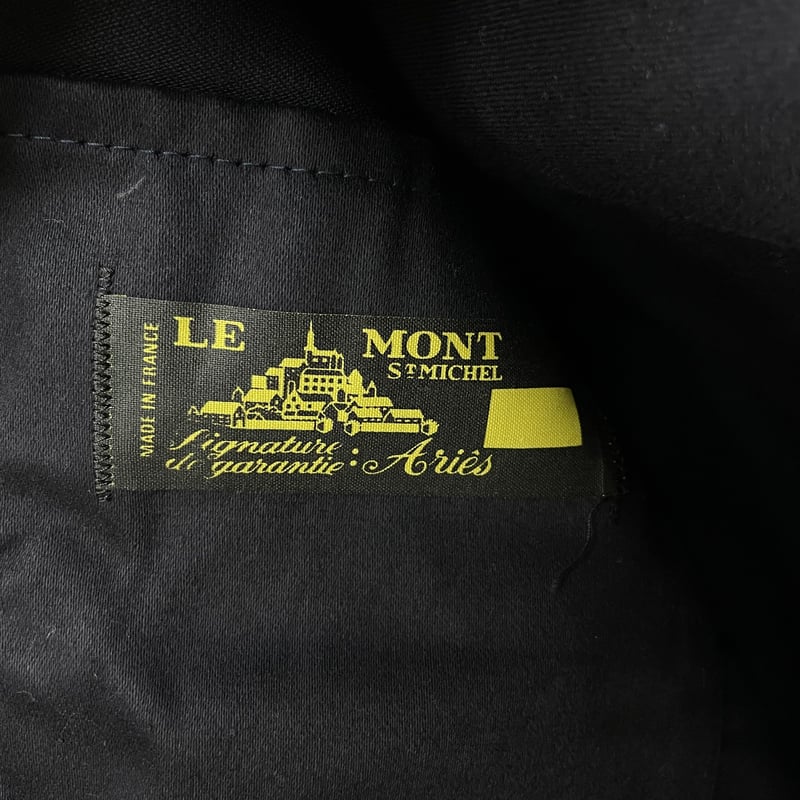 MADE IN FRANCE
LE MONT
ST MICHEL
Signature
de garantie: Ariès